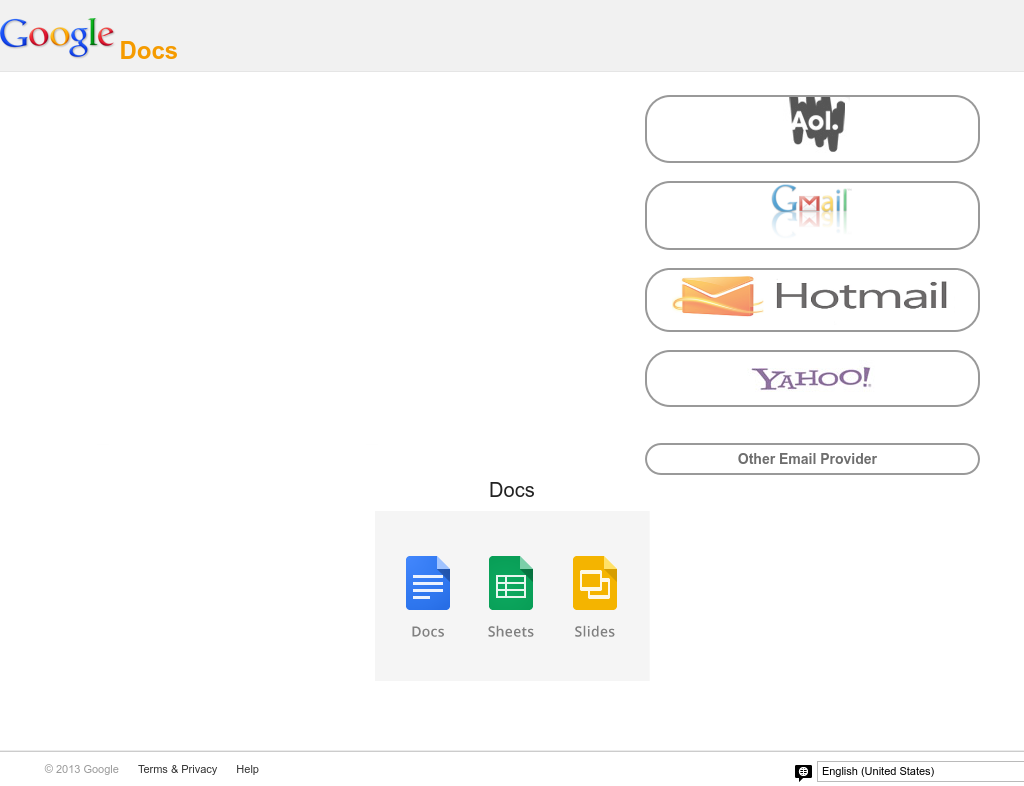 Google Docs
Aol.
Gmail
Hotmail
YAHOO!
Other Email Provider
Docs
Docs Sheets Slides
© 2013 Google Terms & Privacy Help English (United States)